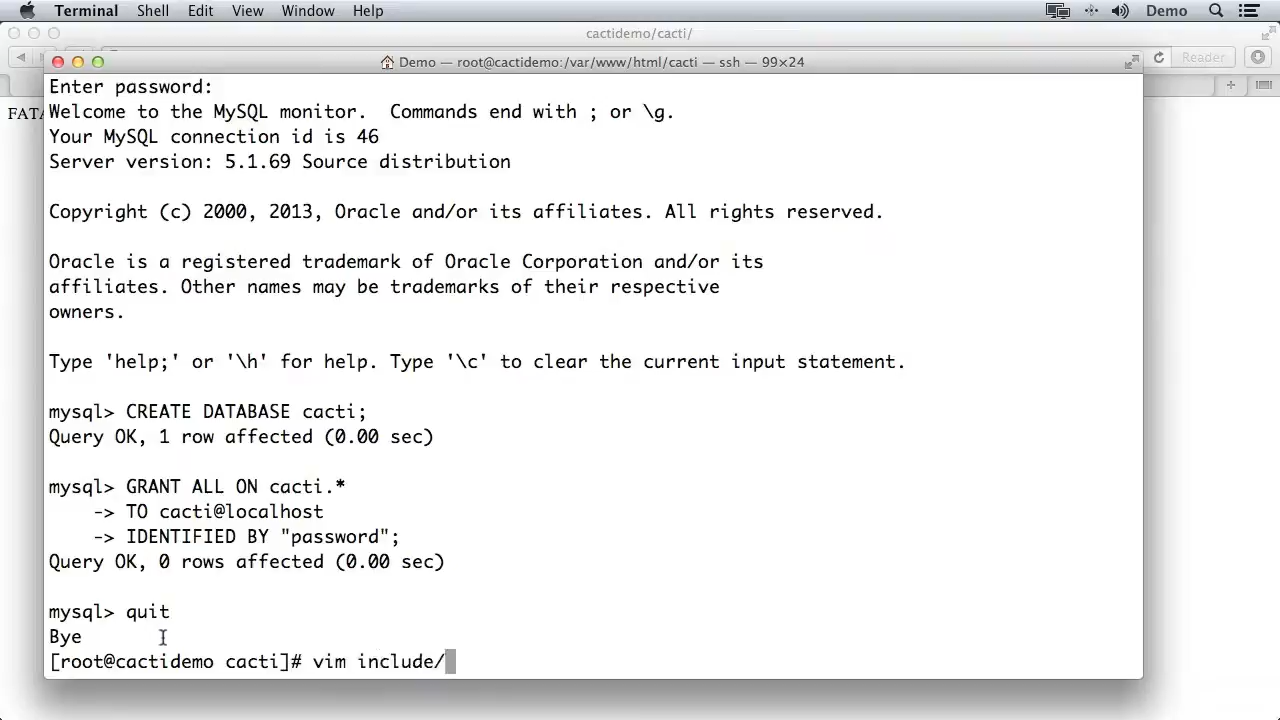 Terminal Shell Edit View Window Help Demo
cactidemo/cacti/
Demo — root@cactidemo:/var/www/html/cacti — ssh — 99×24
Reader
FATA
Enter password:
Welcome to the MySQL monitor.  Commands end with ; or \g.
Your MySQL connection id is 46
Server version: 5.1.69 Source distribution
Copyright (c) 2000, 2013, Oracle and/or its affiliates. All rights reserved.
Oracle is a registered trademark of Oracle Corporation and/or its
affiliates. Other names may be trademarks of their respective
owners.
Type 'help;' or '\h' for help. Type '\c' to clear the current input statement.
mysql> CREATE DATABASE cacti;
Query OK, 1 row affected (0.00 sec)
mysql> GRANT ALL ON cacti.*
    -> TO cacti@localhost
    -> IDENTIFIED BY "password";
Query OK, 0 rows affected (0.00 sec)
mysql> quit
Bye
[root@cactidemo cacti]# vim include/